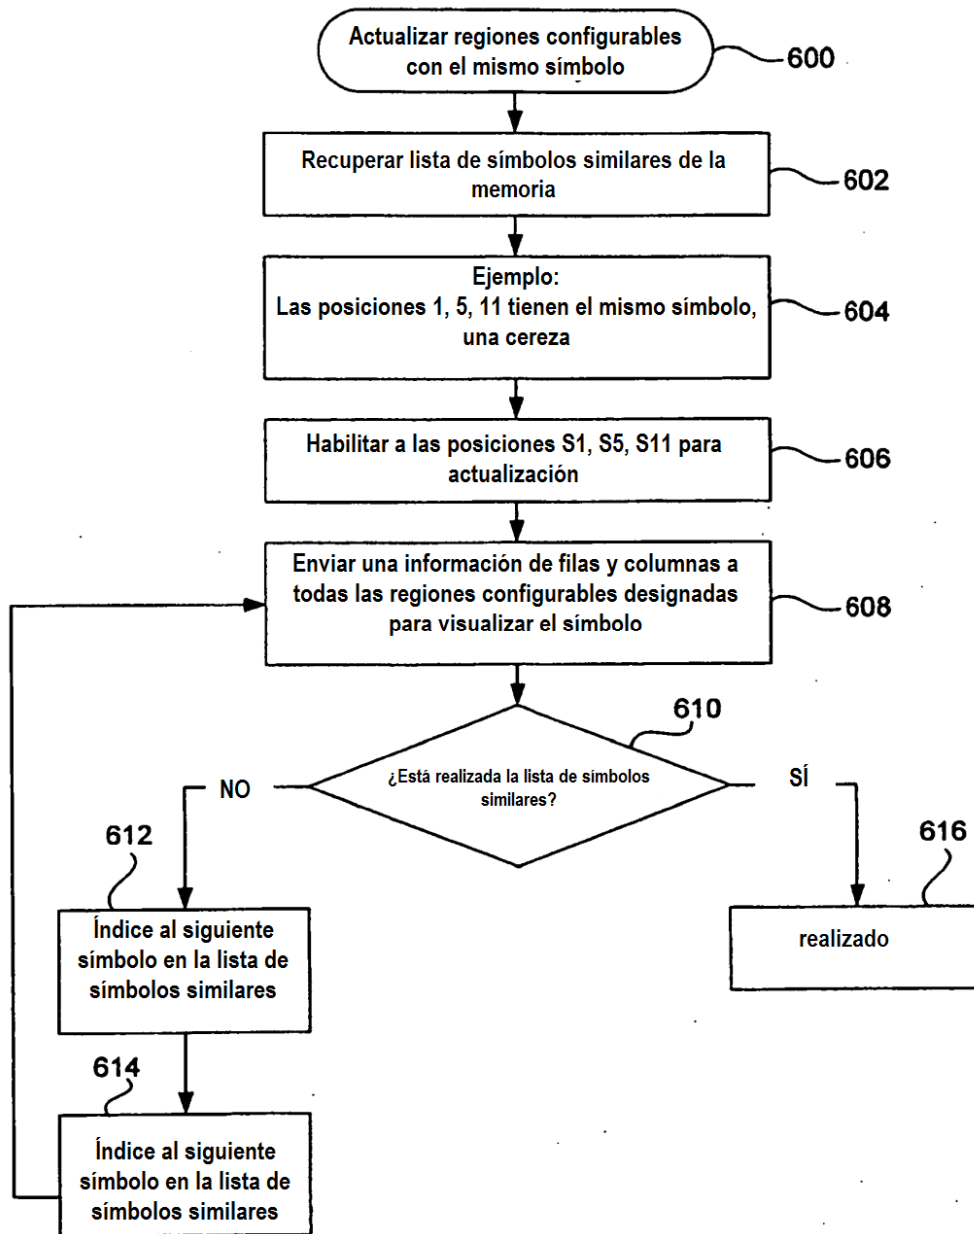 Actualizar regiones configurables
con el mismo símbolo
600
Recuperar lista de símbolos similares de la
memoria
602
Ejemplo:
Las posiciones 1, 5, 11 tienen el mismo símbolo,
una cereza
604
Habilitar a las posiciones S1, S5, S11 para
actualización
606
Enviar una información de filas y columnas a
todas las regiones configurables designadas
para visualizar el símbolo
608
610
¿Está realizada la lista de símbolos
similares?
NO
SÍ
612
Índice al siguiente
símbolo en la lista de
símbolos similares
616
realizado
614
Índice al siguiente
símbolo en la lista de
símbolos similares